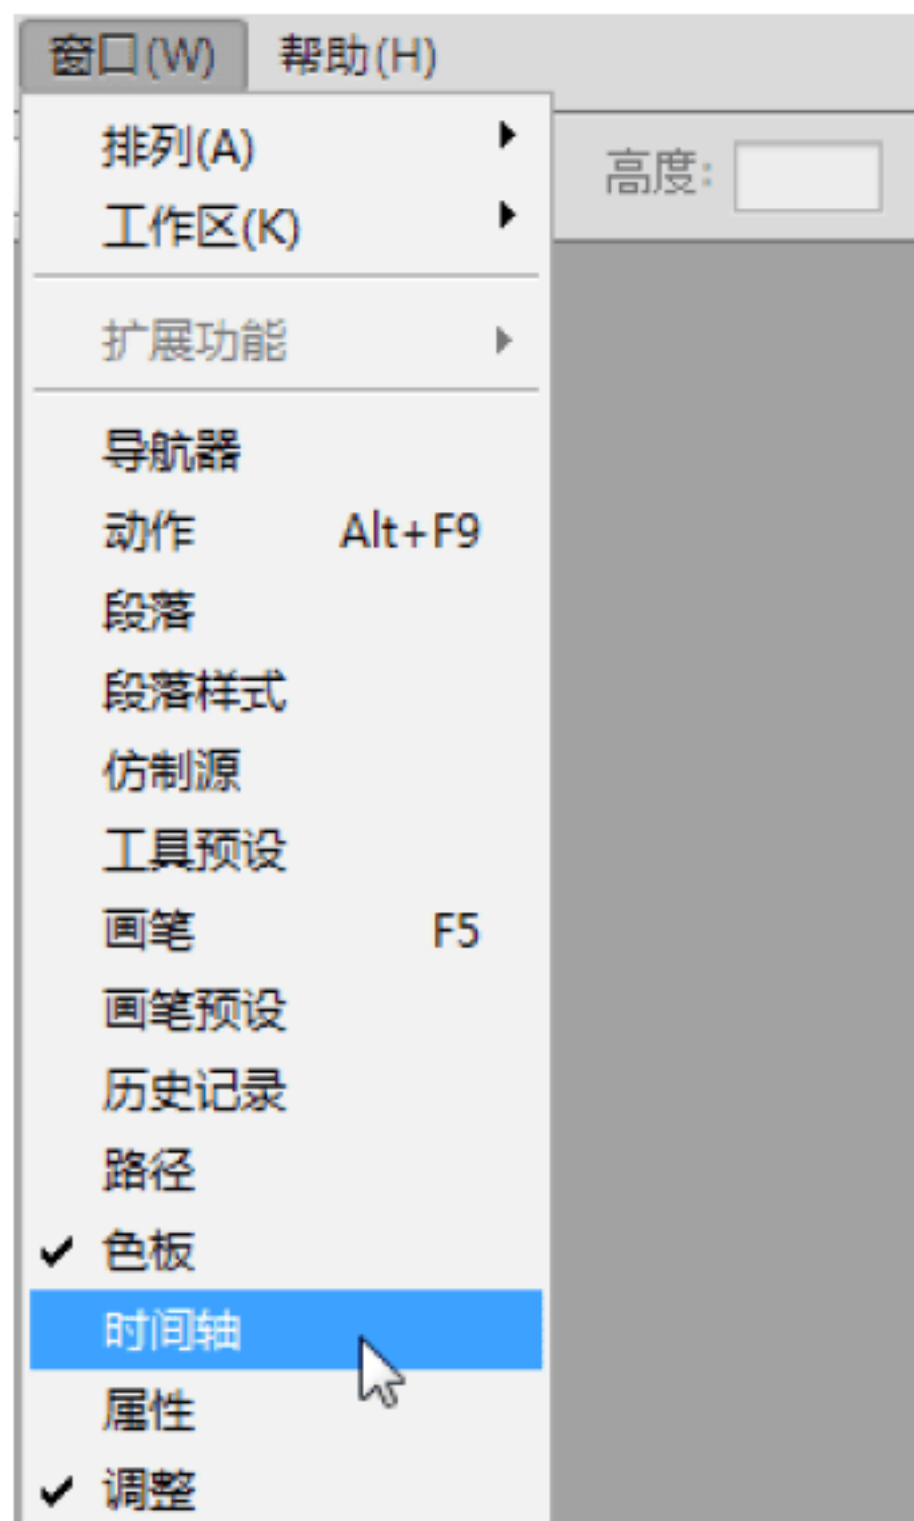 窗口(W) 帮助(H)
排列(A)
高度:
工作区(K)
扩展功能
导航器
动作 Alt+F9
段落
段落样式
仿制源
工具预设
画笔 F5
画笔预设
历史记录
路径
色板
时间轴
属性
调整